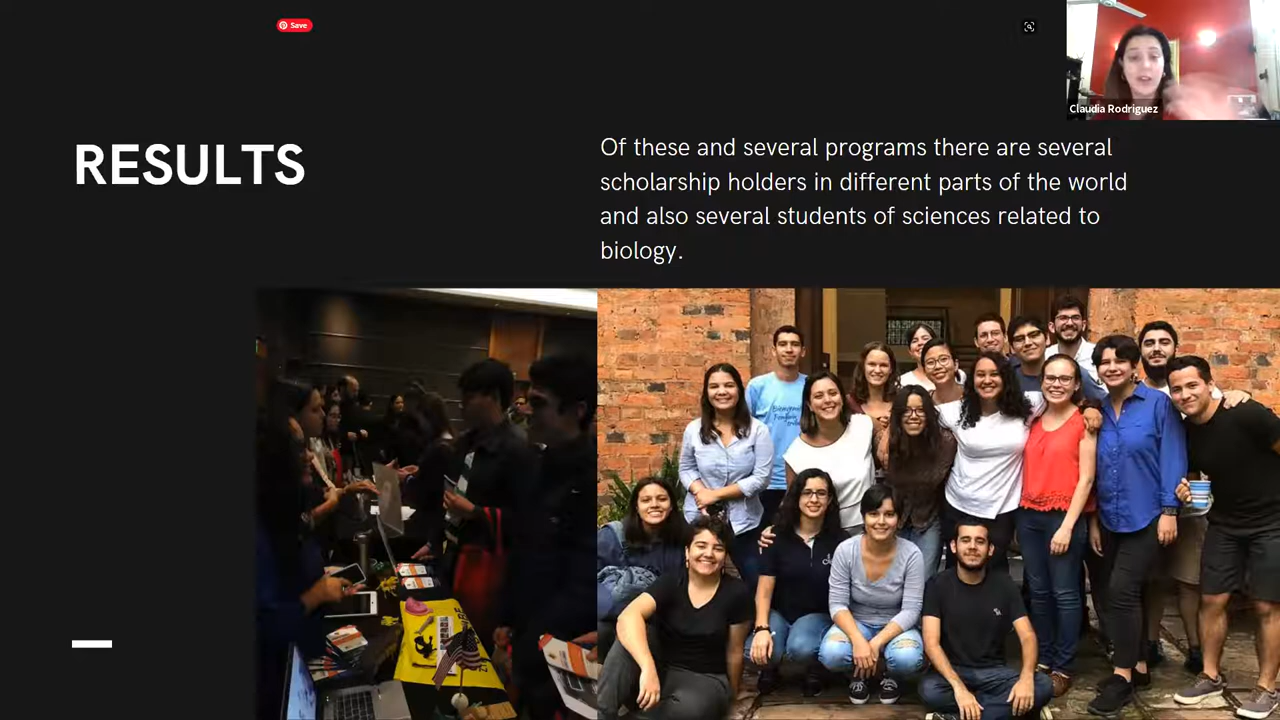 Save
Claudia Rodriguez
RESULTS
Of these and several programs there are several
scholarship holders in different parts of the world
and also several students of sciences related to
biology.